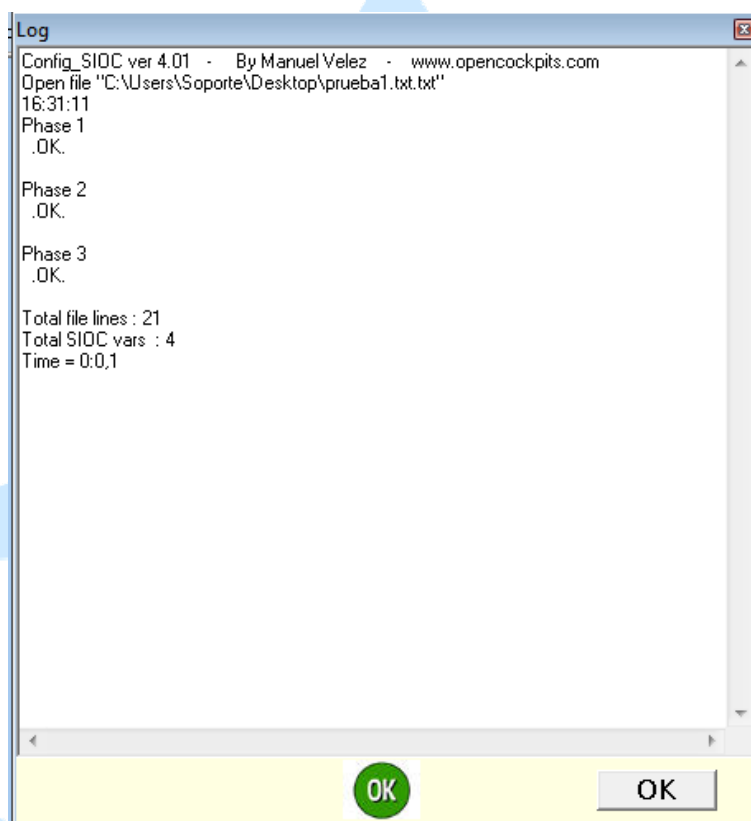 Log
Config_SIOC ver 4.01 - By Manuel Velez - www.opencockpits.com
Open file "C:\Users\Soporte\Desktop\prueba1.txt.txt"
16:31:11
Phase 1
.OK.
Phase 2
.OK.
Phase 3
.OK.
Total file lines : 21
Total SIOC vars : 4
Time = 0:0,1
OK
OK